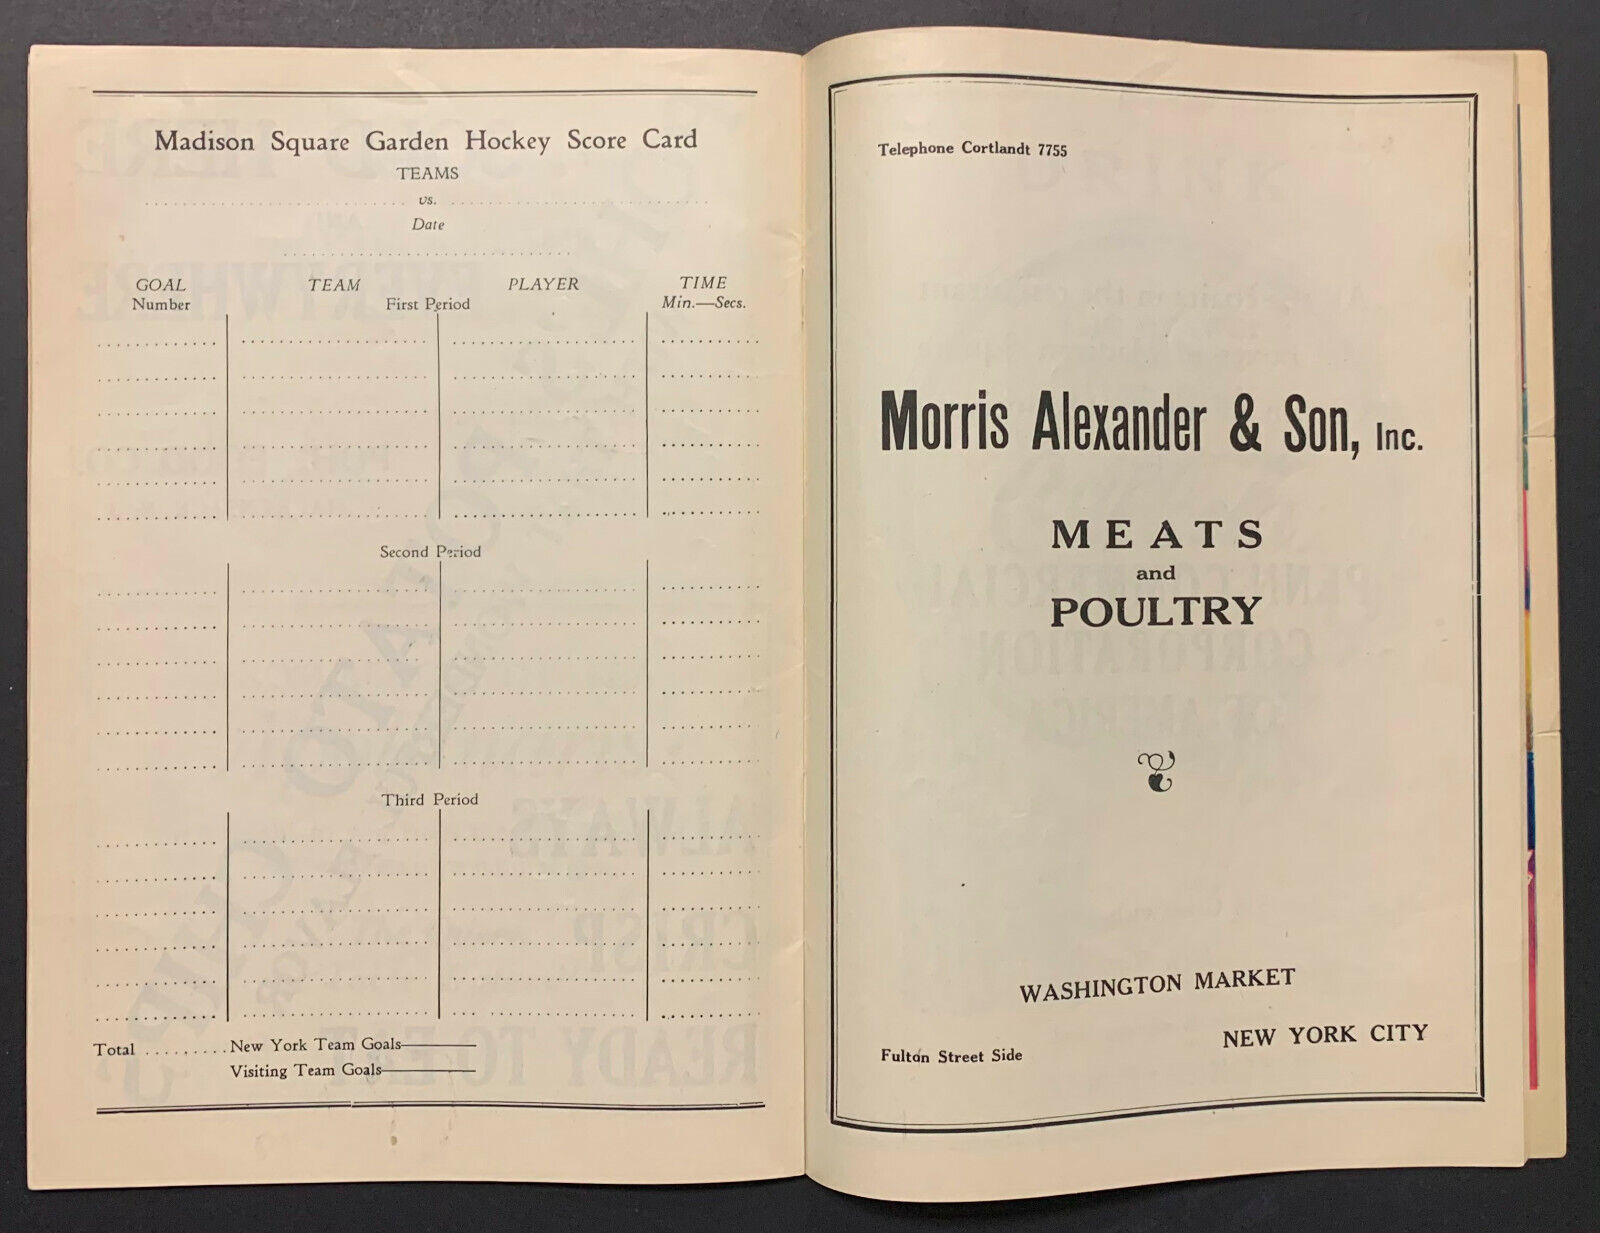 Madison Square Garden Hockey Score Card
TEAMS
vs.
Date
GOAL TEAM PLAYER TIME
Number First Period Min.—Secs.
Second Period
Third Period
Total ......... New York Team Goals
Visiting Team Goals
Telephone Cortlandt 7755
Morris Alexander & Son, Inc.
MEATS
and
POULTRY
WASHINGTON MARKET
NEW YORK CITY
Fulton Street Side